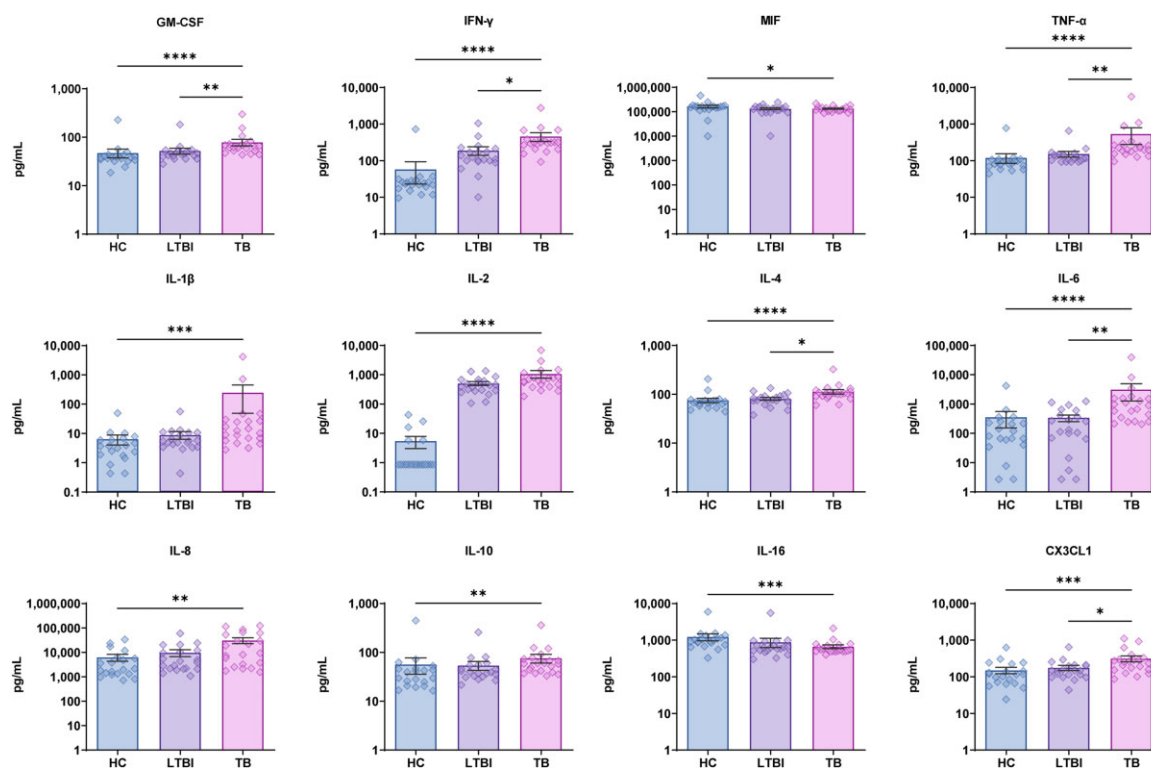 GM-CSF
****
**
pg/mL
1,000
100
10
1
HC LTBI TB
IFN-γ
****
*
pg/mL
10,000
1,000
100
10
1
HC LTBI TB
MIF
*
pg/mL
1,000,000
100,000
10,000
1,000
100
10
1
HC LTBI TB
TNF-α
****
**
pg/mL
10,000
1,000
100
10
1
HC LTBI TB
IL-1β
***
pg/mL
10,000
1,000
100
10
1
0.1
HC LTBI TB
IL-2
****
pg/mL
10,000
1,000
100
10
1
0.1
HC LTBI TB
IL-4
****
*
pg/mL
1,000
100
10
1
HC LTBI TB
IL-6
****
**
pg/mL
100,000
10,000
1,000
100
10
1
HC LTBI TB
IL-8
**
pg/mL
1,000,000
100,000
10,000
1,000
100
10
1
HC LTBI TB
IL-10
**
pg/mL
1,000
100
10
1
HC LTBI TB
IL-16
***
pg/mL
10,000
1,000
100
10
1
HC LTBI TB
CX3CL1
***
*
pg/mL
10,000
1,000
100
10
1
HC LTBI TB